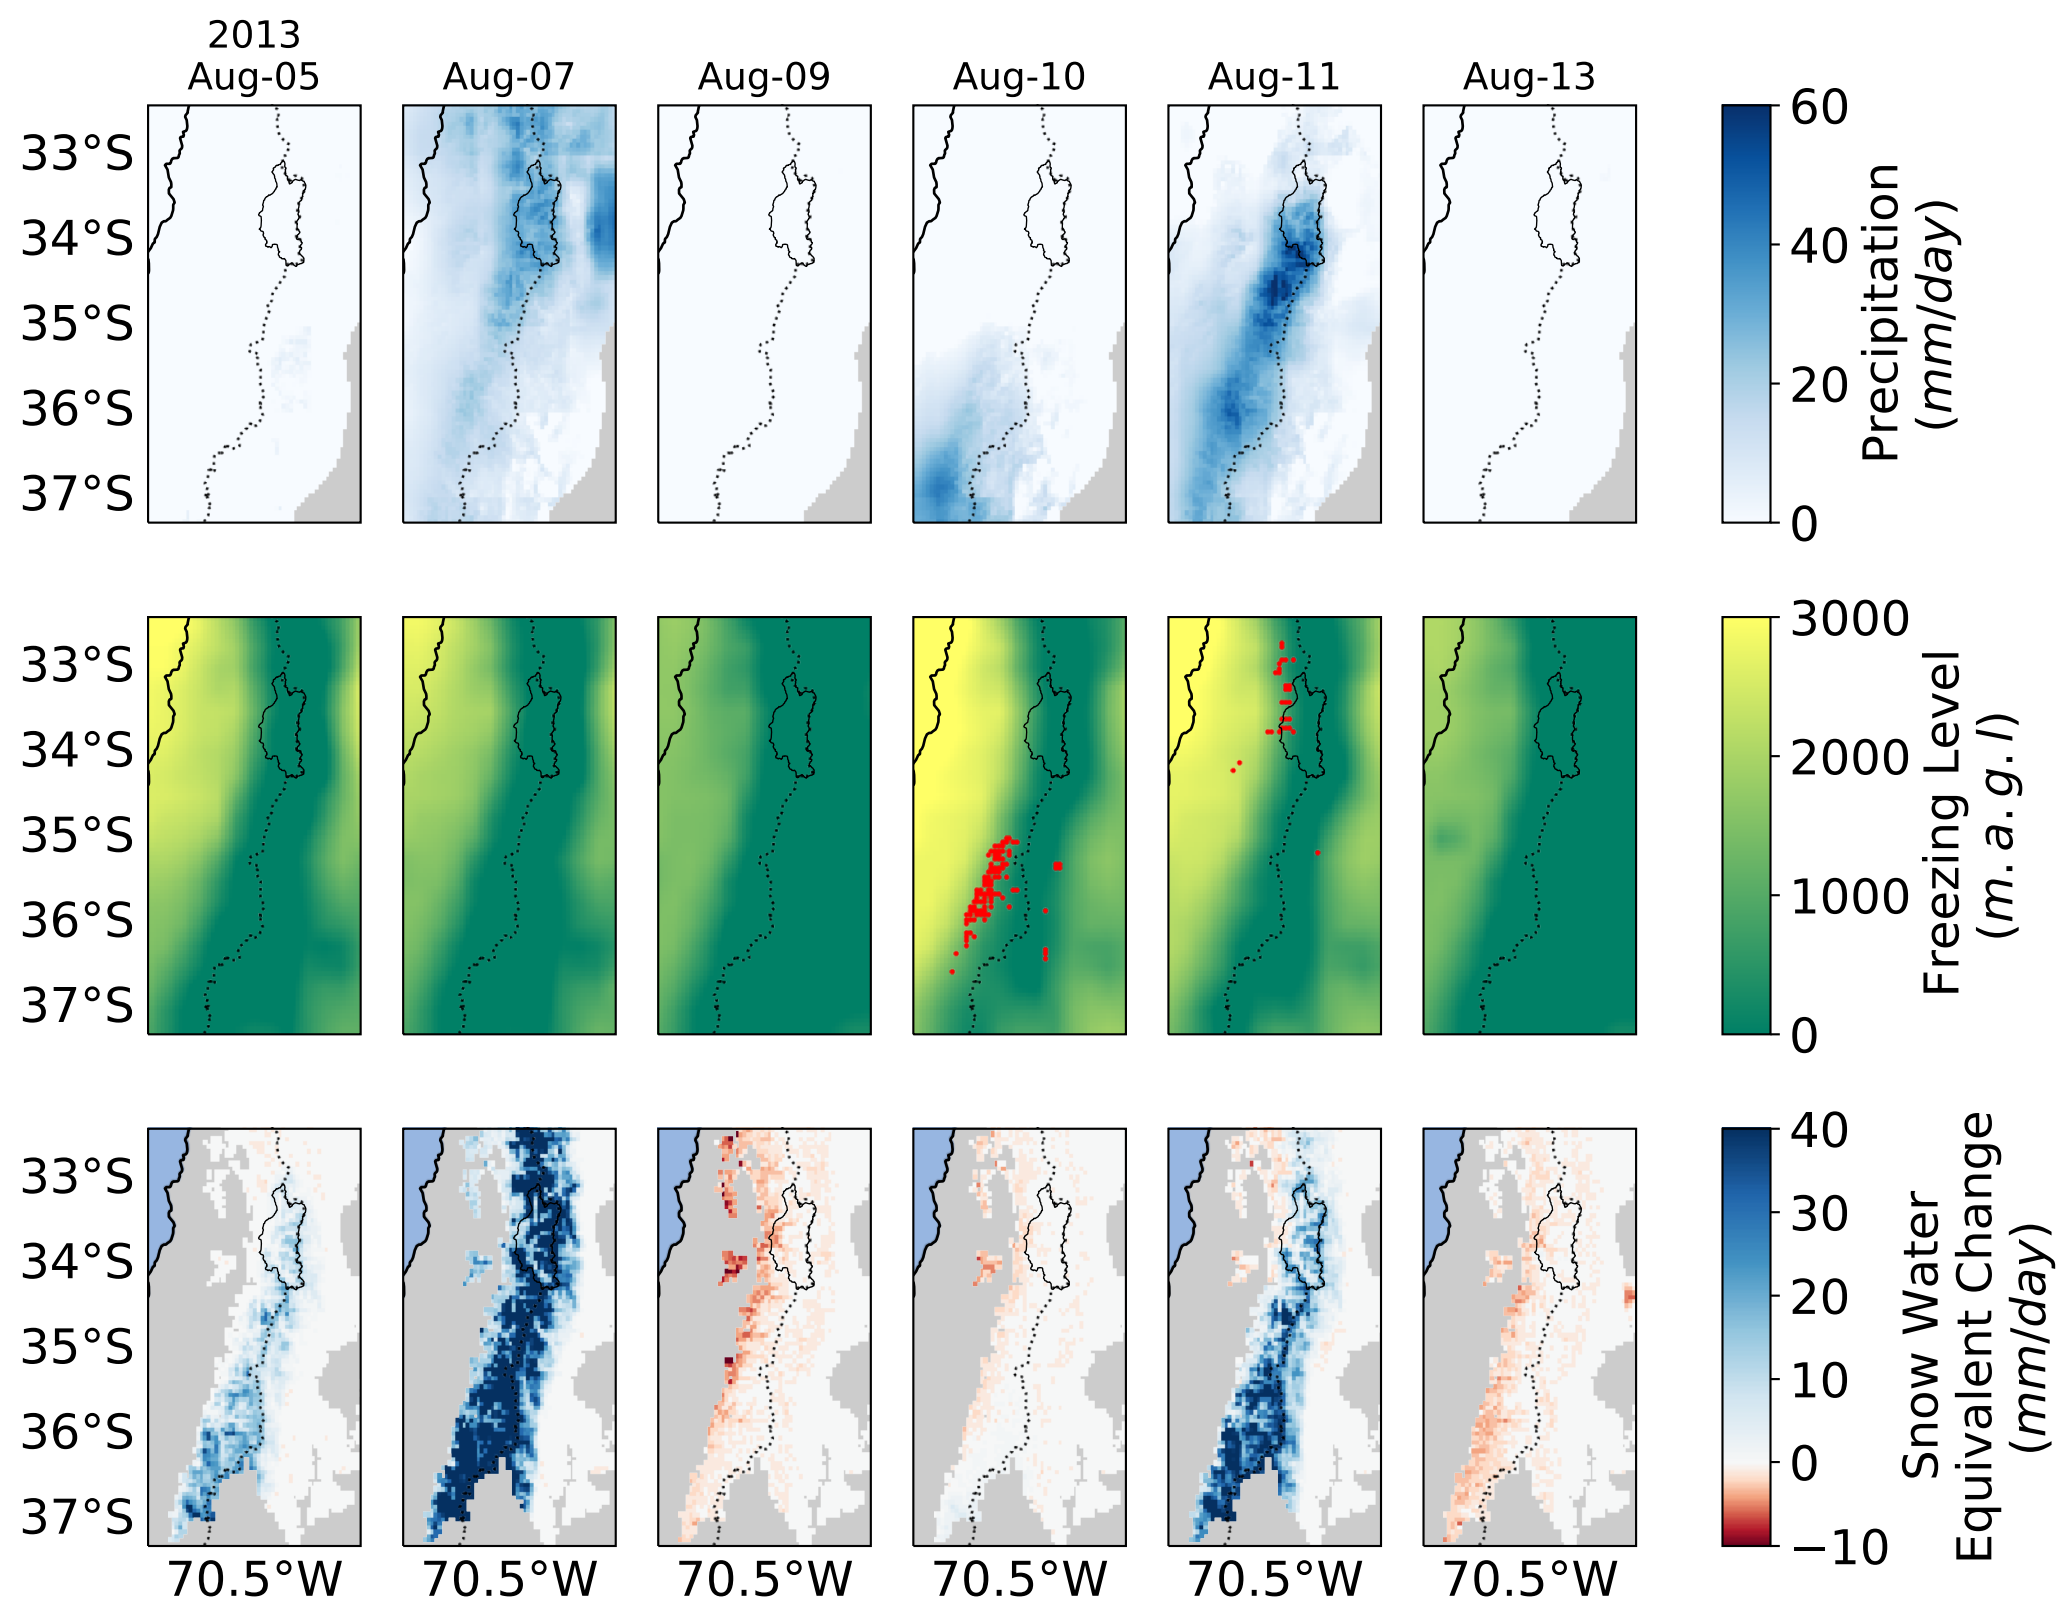 2013
Aug-05 Aug-07 Aug-09 Aug-10 Aug-11 Aug-13
33°S
34°S
35°S
36°S
37°S
60
40
20
0
Precipitation
(mm/day)
33°S
34°S
35°S
36°S
37°S
3000
2000
1000
0
Freezing Level
(m.a.g.l)
33°S
34°S
35°S
36°S
37°S
70.5°W 70.5°W 70.5°W 70.5°W 70.5°W 70.5°W
40
30
20
10
0
−10
Snow Water
Equivalent Change
(mm/day)